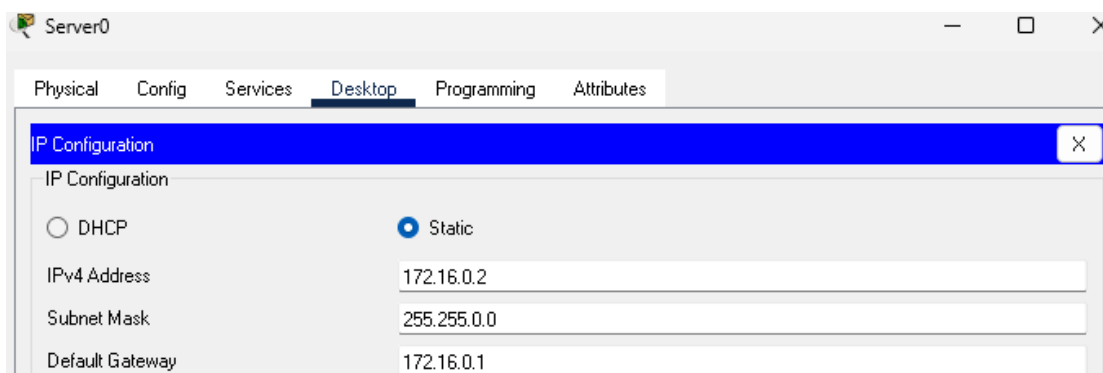 Server0
Physical Config Services Desktop Programming Attributes
IP Configuration
X
IP Configuration
DHCP Static
IPv4 Address 172.16.0.2
Subnet Mask 255.255.0.0
Default Gateway 172.16.0.1